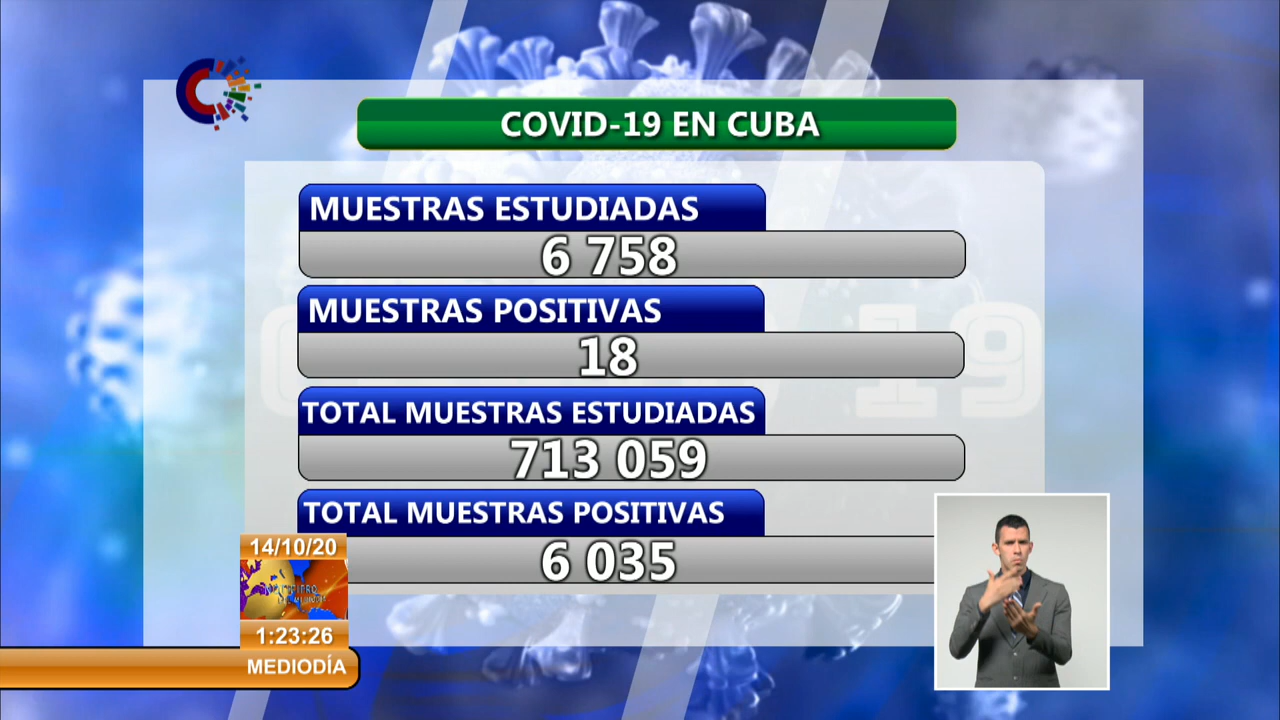 COVID-19 EN CUBA
MUESTRAS ESTUDIADAS
6 758
MUESTRAS POSITIVAS
18
TOTAL MUESTRAS ESTUDIADAS
713 059
TOTAL MUESTRAS POSITIVAS
6 035
14/10/20
1:23:26
MEDIODÍA